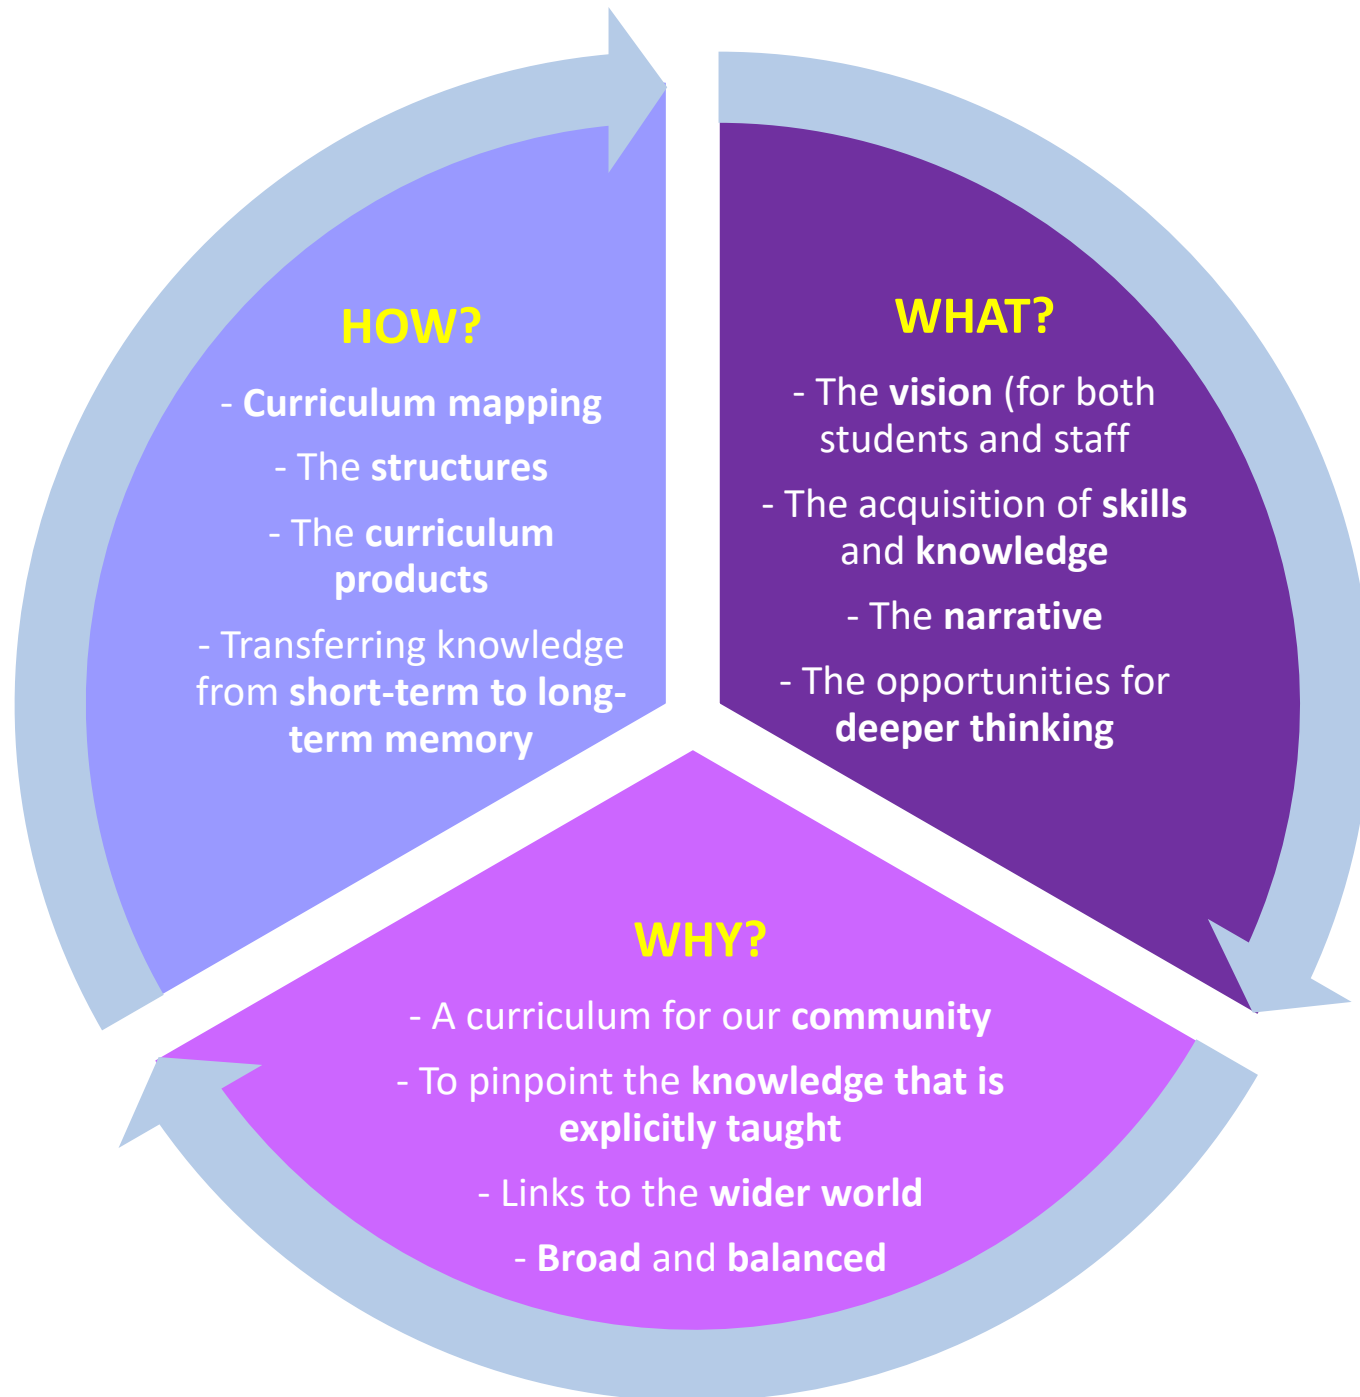 HOW?
- Curriculum mapping
- The structures
- The curriculum
products
- Transferring knowledge
from short-term to long-
term memory
WHAT?
- The vision (for both
students and staff
- The acquisition of skills
and knowledge
- The narrative
- The opportunities for
deeper thinking
WHY?
- A curriculum for our community
- To pinpoint the knowledge that is
explicitly taught
- Links to the wider world
- Broad and balanced